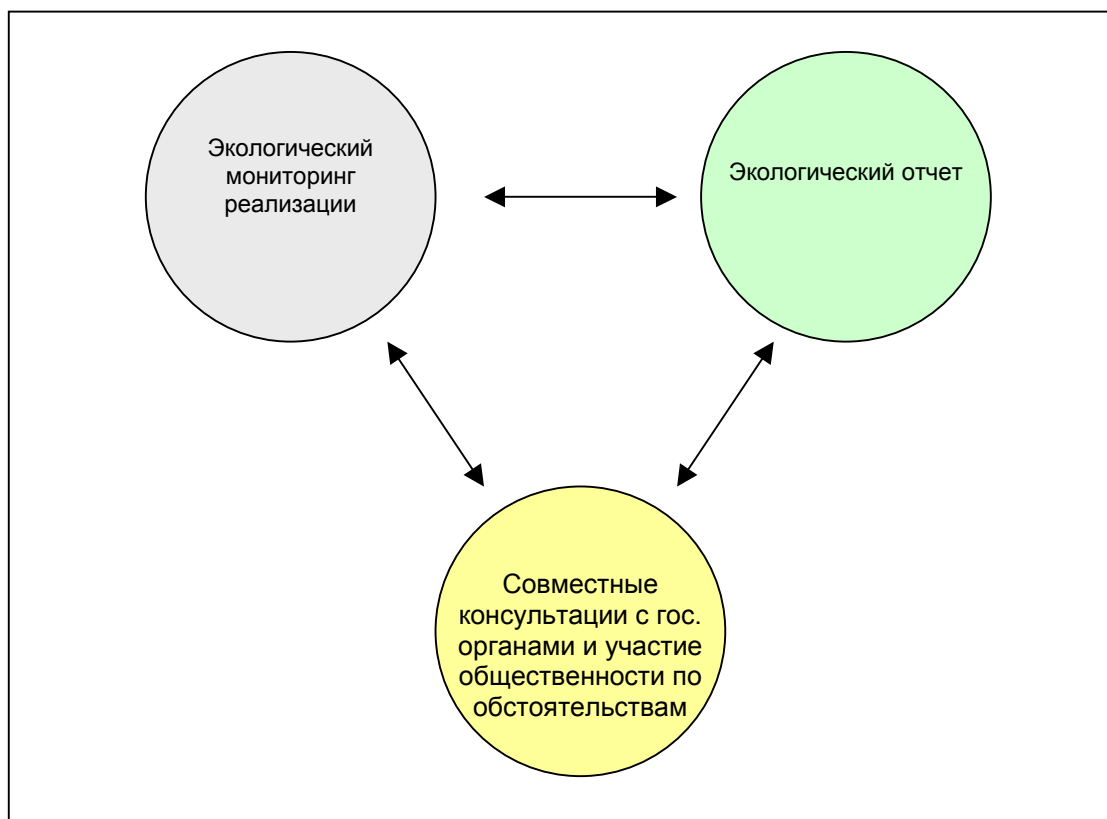 Экологический
мониторинг
реализации
Экологический отчет
Совместные
консультации с гос.
органами и участие
общественности по
обстоятельствам